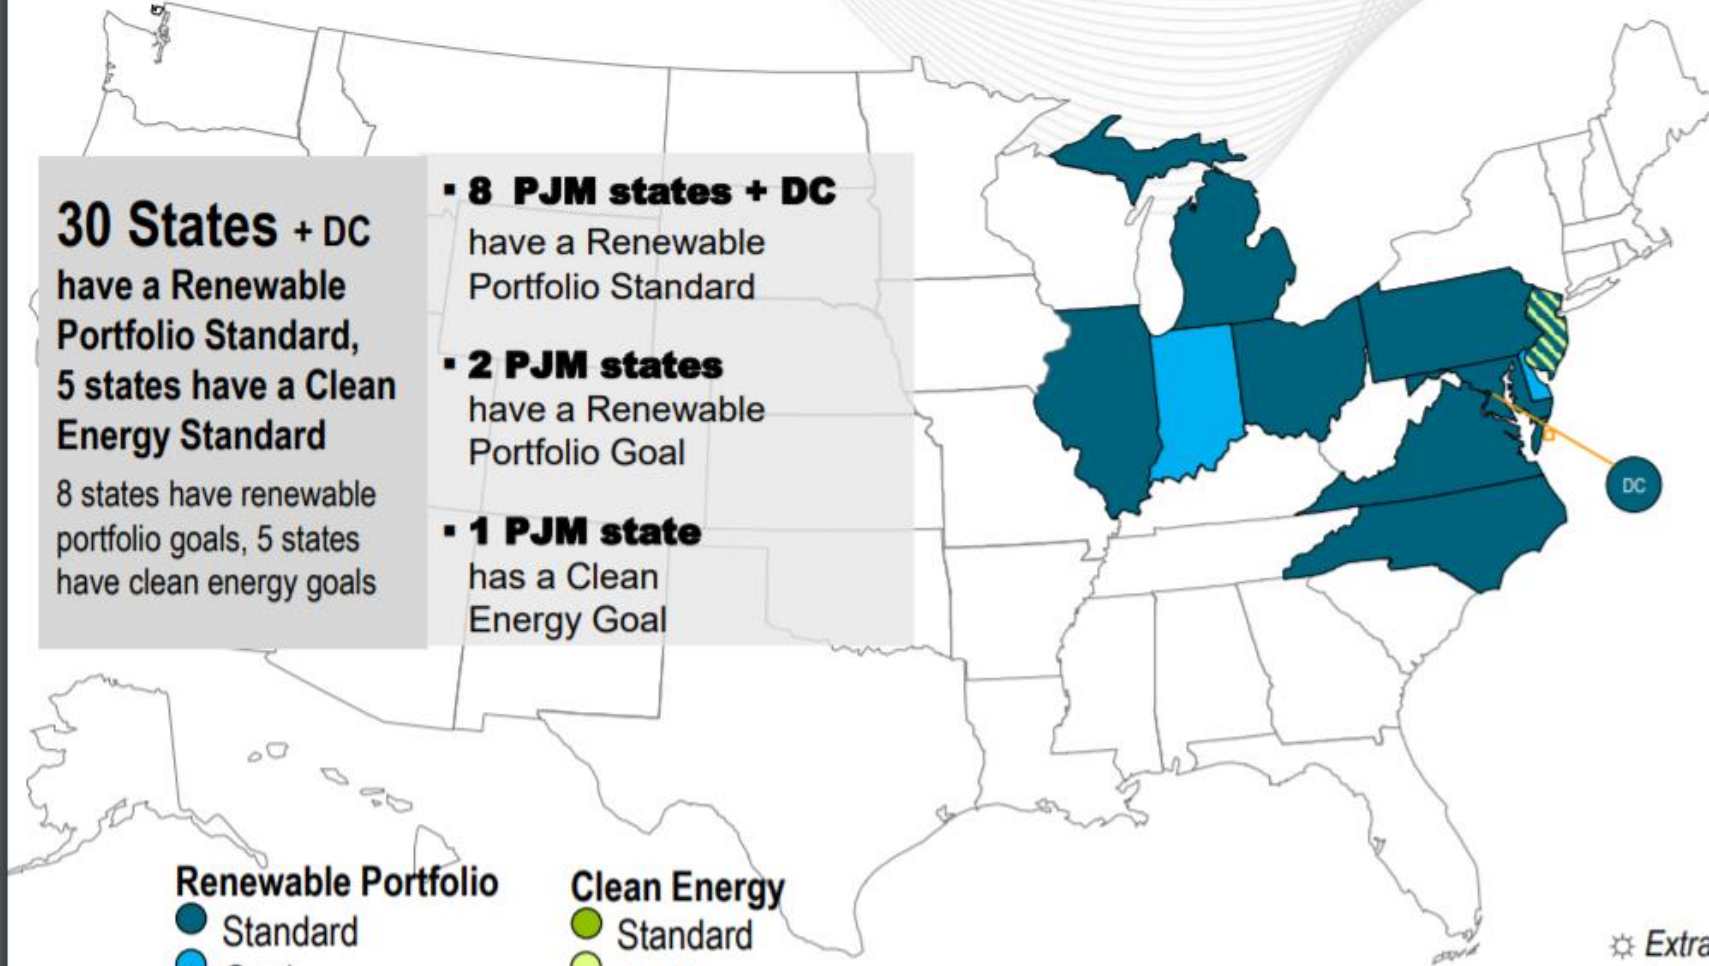 30 States + DC
have a Renewable
Portfolio Standard,
5 states have a Clean
Energy Standard
8 states have renewable
portfolio goals, 5 states
have clean energy goals
▪ 8 PJM states + DC
have a Renewable
Portfolio Standard
▪ 2 PJM states
have a Renewable
Portfolio Goal
▪ 1 PJM state
has a Clean
Energy Goal
DC
Renewable Portfolio
Standard
Clean Energy
Standard
Extra